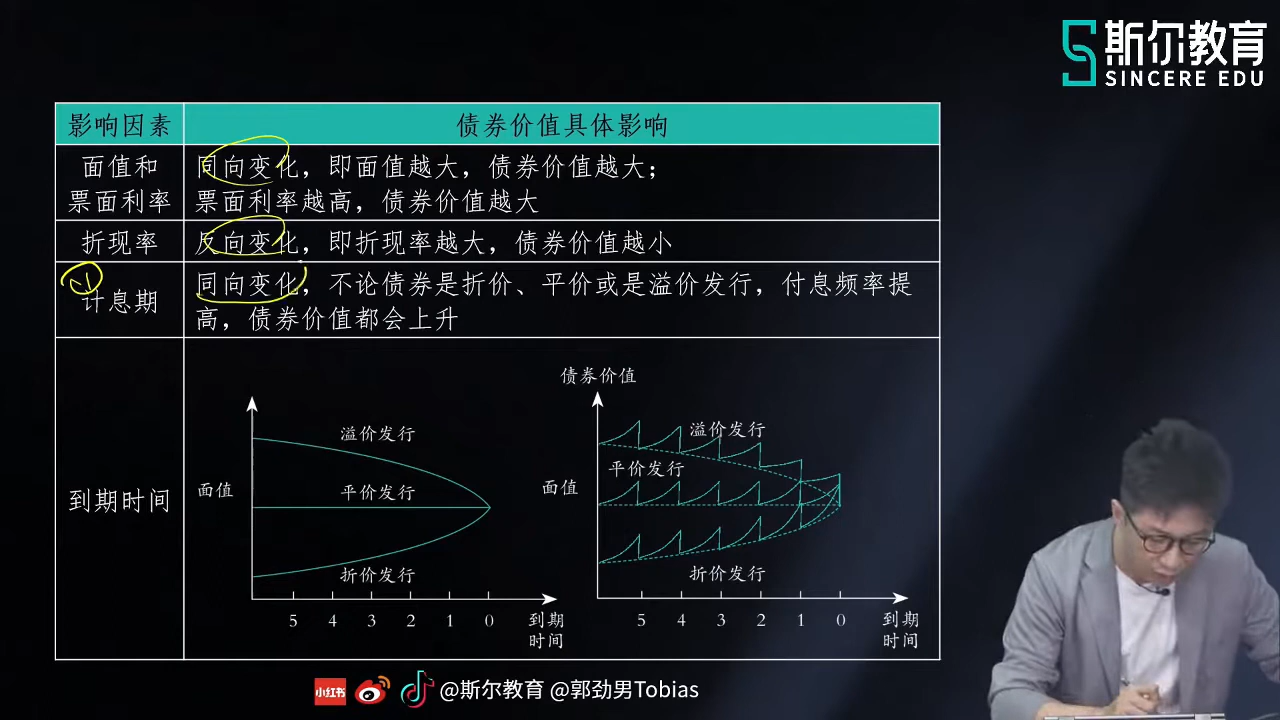 斯尔教育
SINCERE EDU
影响因素
债券价值具体影响
面值和
票面利率
同向变化，即面值越大，债券价值越大；
票面利率越高，债券价值越大
折现率
反向变化，即折现率越大，债券价值越小
计息期
同向变化，不论债券是折价、平价或是溢价发行，付息频率提
高，债券价值都会上升
到期时间
面值
溢价发行
平价发行
折价发行
5 4 3 2 1 0
到期
时间
债券价值
面值
溢价发行
平价发行
折价发行
5 4 3 2 1 0
到期
时间
小红书
@斯尔教育 @郭劲男Tobias